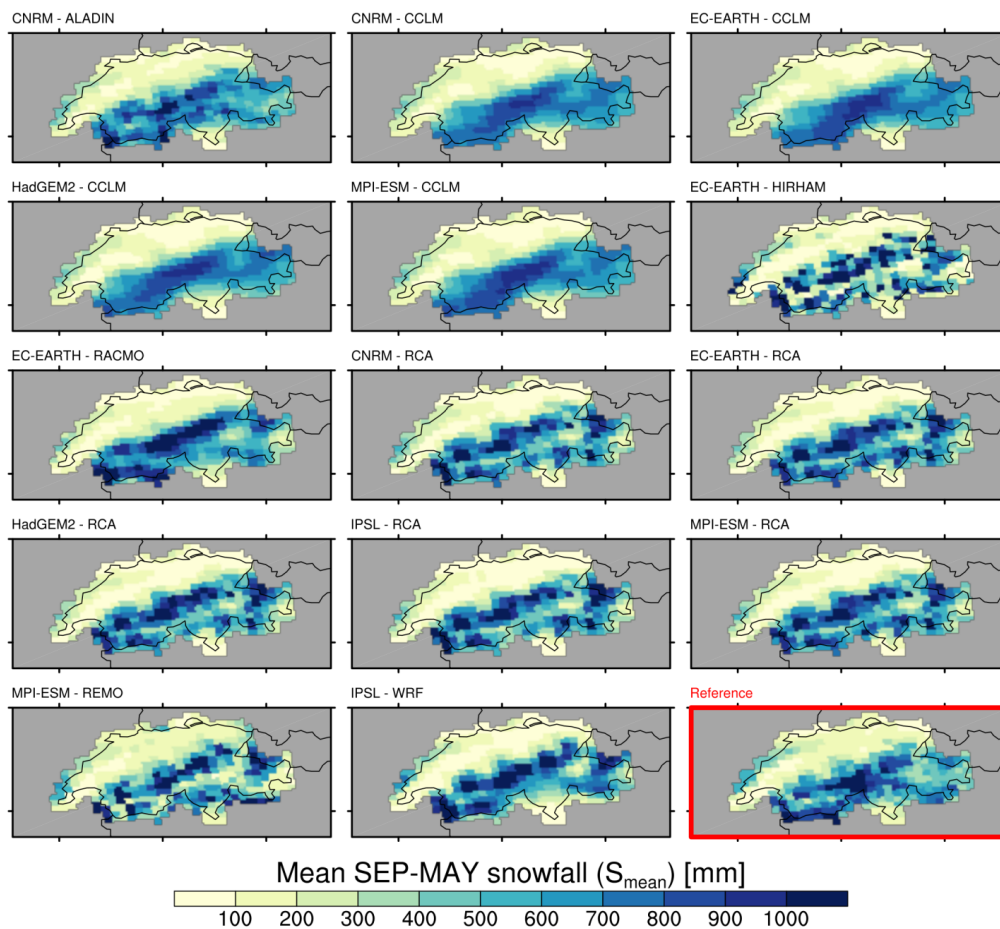 CNRM - ALADIN
CNRM - CCLM
EC-EARTH - CCLM
HadGEM2 - CCLM
MPI-ESM - CCLM
EC-EARTH - HIRHAM
EC-EARTH - RACMO
CNRM - RCA
EC-EARTH - RCA
HadGEM2 - RCA
IPSL - RCA
MPI-ESM - RCA
MPI-ESM - REMO
IPSL - WRF
Reference
Mean SEP-MAY snowfall (Smean) [mm]
100 200 300 400 500 600 700 800 900 1000